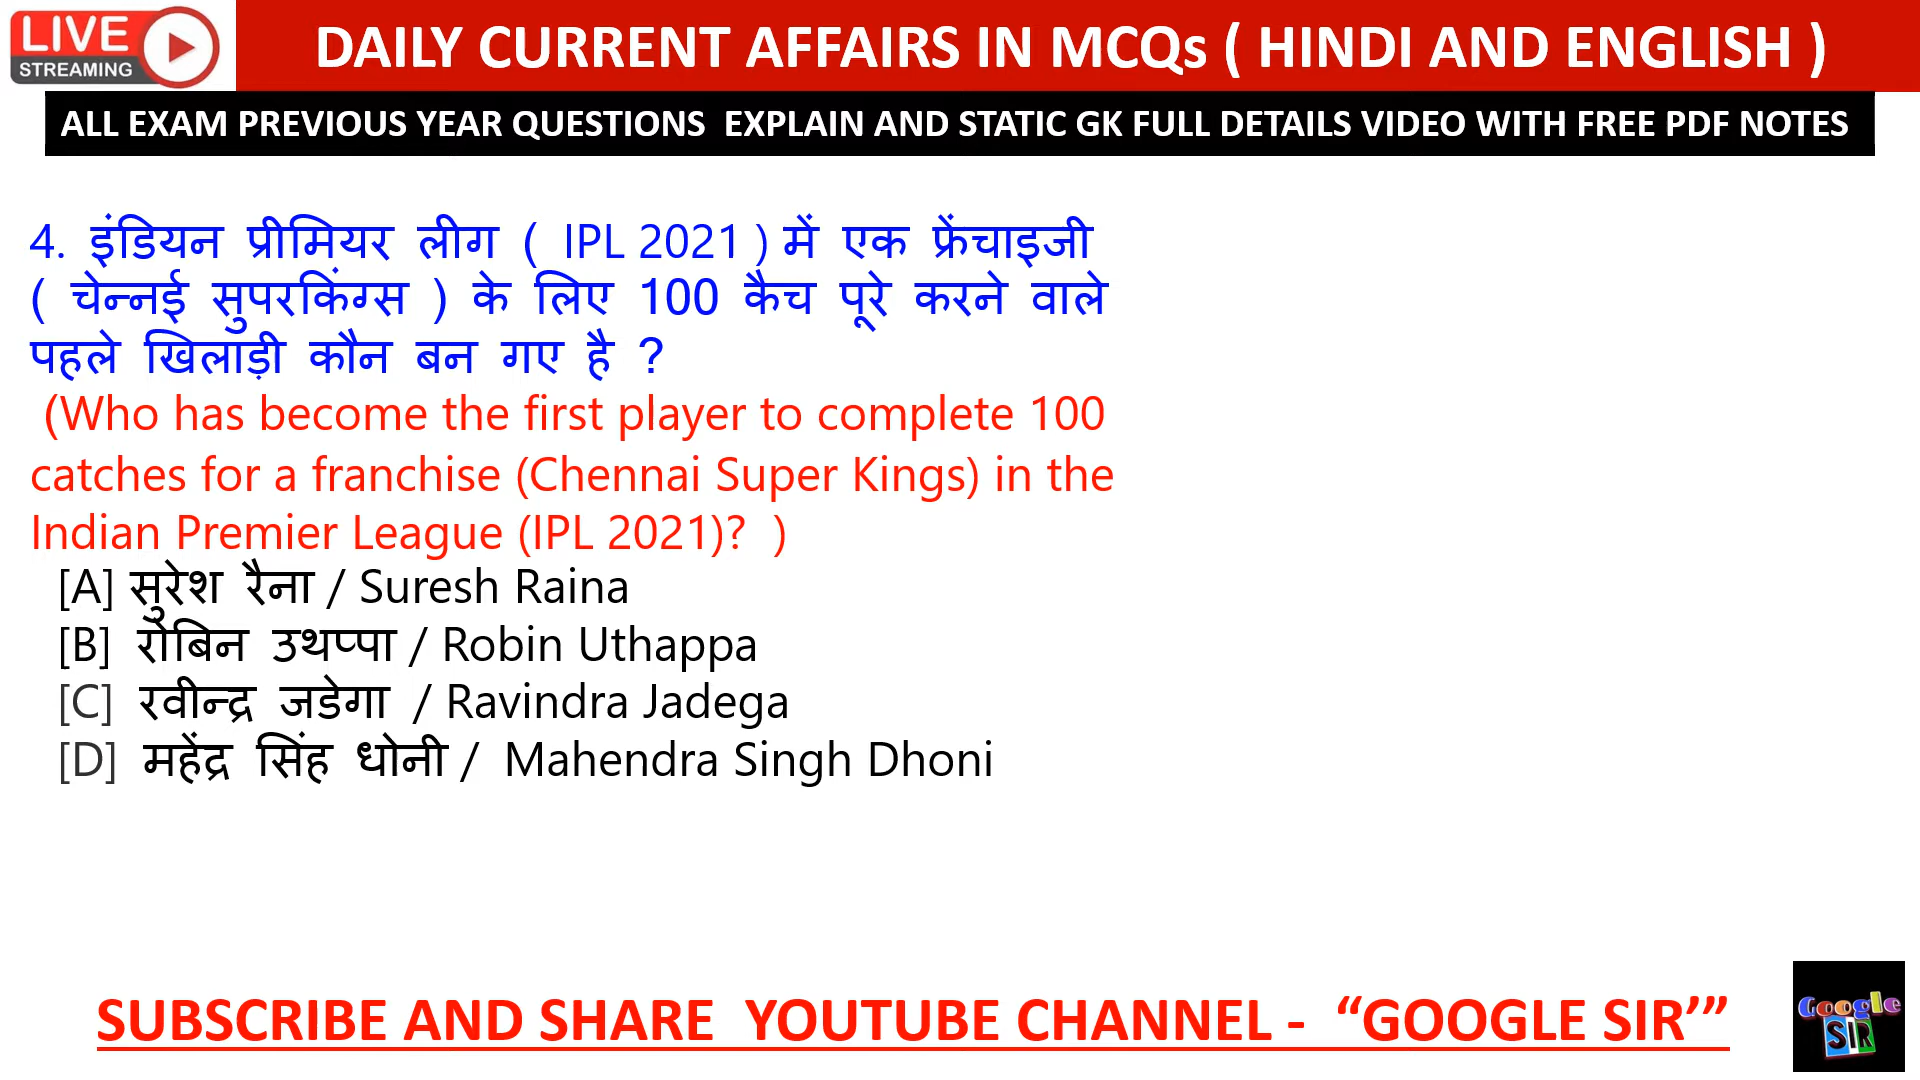 LIVE
STREAMING
DAILY CURRENT AFFAIRS IN MCQs ( HINDI AND ENGLISH )
ALL EXAM PREVIOUS YEAR QUESTIONS  EXPLAIN AND STATIC GK FULL DETAILS VIDEO WITH FREE PDF NOTES
4. इंडियन प्रीमियर लीग ( IPL 2021 ) में एक फ्रेंचाइजी
( चेन्नई सुपरकिंग्स ) के लिए 100 कैच पूरे करने वाले
पहले खिलाड़ी कौन बन गए है ?
(Who has become the first player to complete 100
catches for a franchise (Chennai Super Kings) in the
Indian Premier League (IPL 2021)? )
[A] सुरेश रैना / Suresh Raina
[B] रोबिन उथप्पा / Robin Uthappa
[C] रवीन्द्र जडेगा / Ravindra Jadega
[D] महेंद्र सिंह धोनी / Mahendra Singh Dhoni
SUBSCRIBE AND SHARE YOUTUBE CHANNEL - “GOOGLE SIR’”
Google
SIR